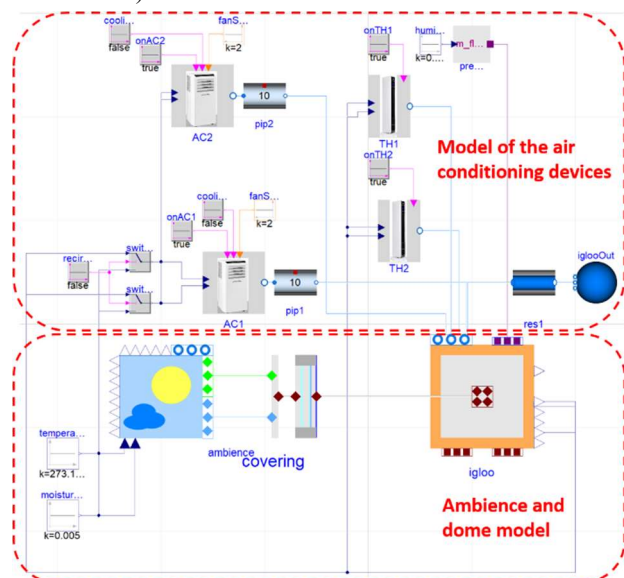 )
cooli...
false
fanS...
k=2
onAC2
true
AC2
10
pip2
onTH1
true
humi...
k=0....
m_fl...
pre...
TH1
Model of the air
conditioning devices
onTH2
true
TH2
cooli...
false
fanS...
k=2
onAC1
true
recir...
false
swit...
swit...
AC1
10
pip1
iglooOut
res1
ambience
covering
igloo
tempera...
k=273.1...
moistur...
k=0.005
Ambience and
dome model